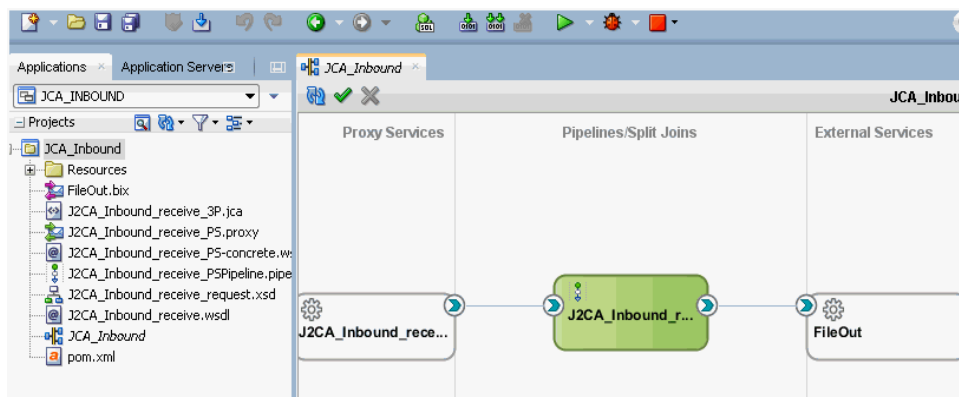 Applications
Application Servers
JCA_Inbound
JCA_INBOUND
JCA_Inbou
Projects
JCA_Inbound
Resources
FileOut.bix
J2CA_Inbound_receive_3P.jca
J2CA_Inbound_receive_PS.proxy
J2CA_Inbound_receive_PS-concrete.ws
J2CA_Inbound_receive_PSPipeline.pipe
J2CA_Inbound_receive_request.xsd
J2CA_Inbound_receive.wsdl
JCA_Inbound
pom.xml
Proxy Services
Pipelines/Split Joins
External Services
J2CA_Inbound_rece...
J2CA_Inbound_r...
FileOut